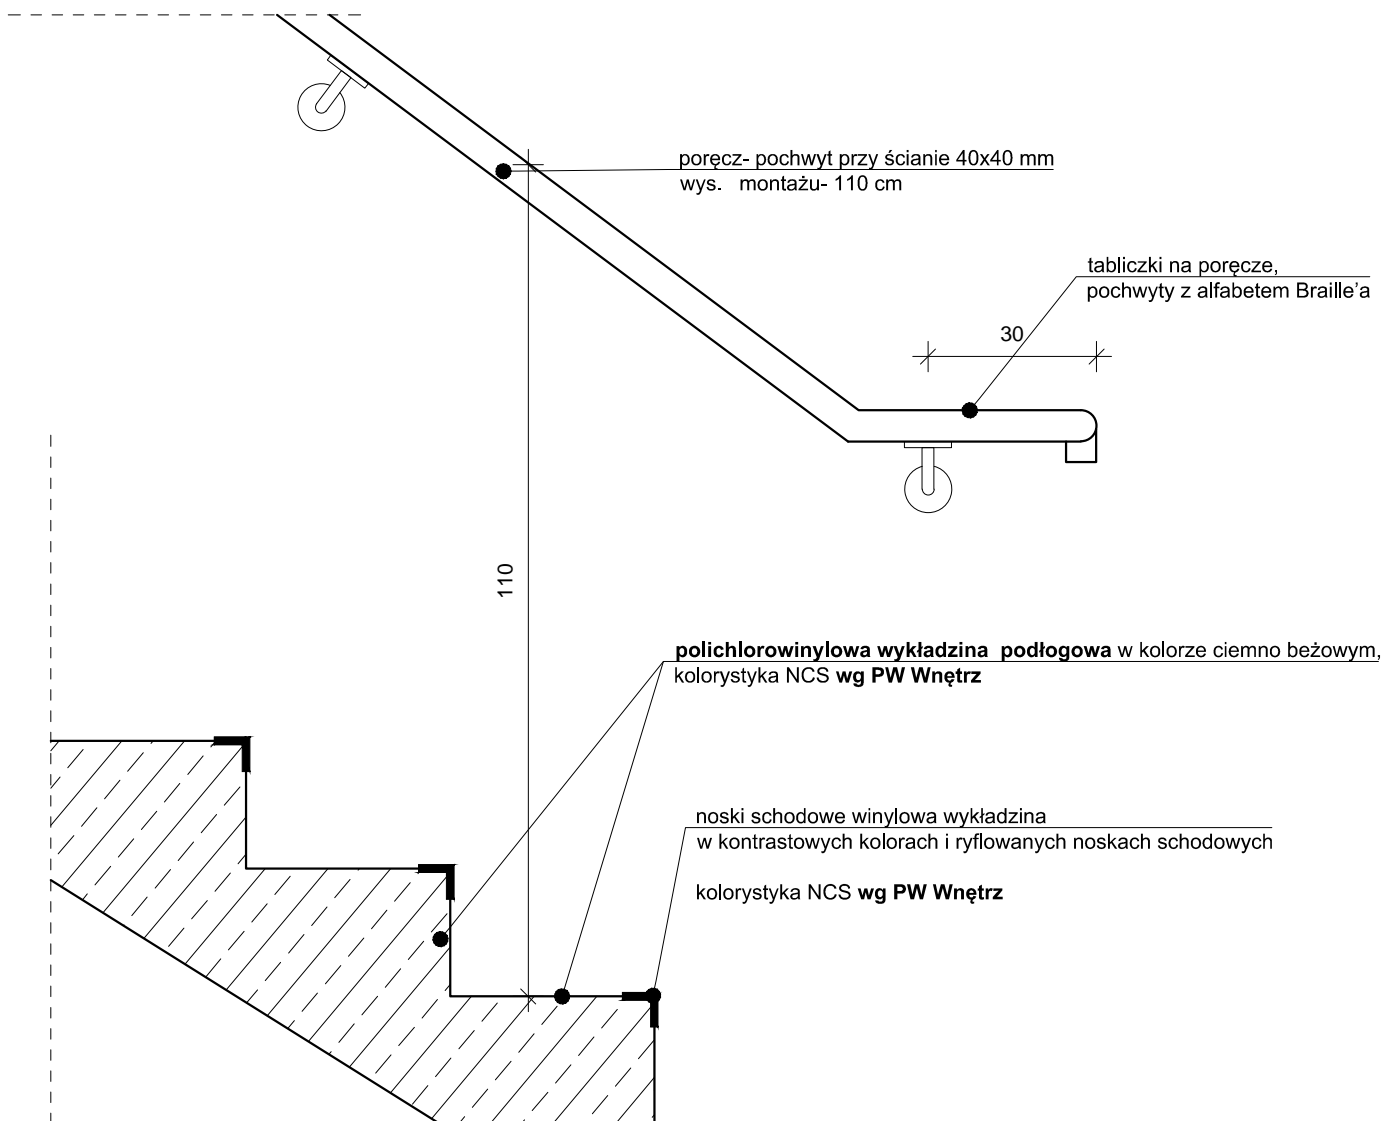 poręcz- pochwyt przy ścianie 40x40 mm
wys. montażu- 110 cm
tabliczki na poręcze,
pochwyty z alfabetem Braille'a
30
110
polichlorowinylowa wykładzina podłogowa w kolorze ciemno beżowym,
kolorystyka NCS wg PW Wnętrz
noski schodowe winylowa wykładzina
w kontrastowych kolorach i ryflowanych noskach schodowych
kolorystyka NCS wg PW Wnętrz